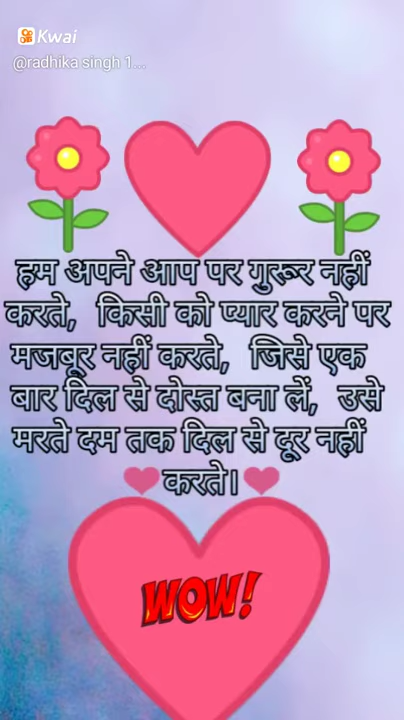 Kwai
@radhika singh 1...
हम अपने आप पर गुरूर नहीं
करते, किसी को प्यार करने पर
मजबूर नहीं करते, जिसे एक
बार दिल से दोस्त बना लें, उसे
मरते दम तक दिल से दूर नहीं
करते।
WOW!